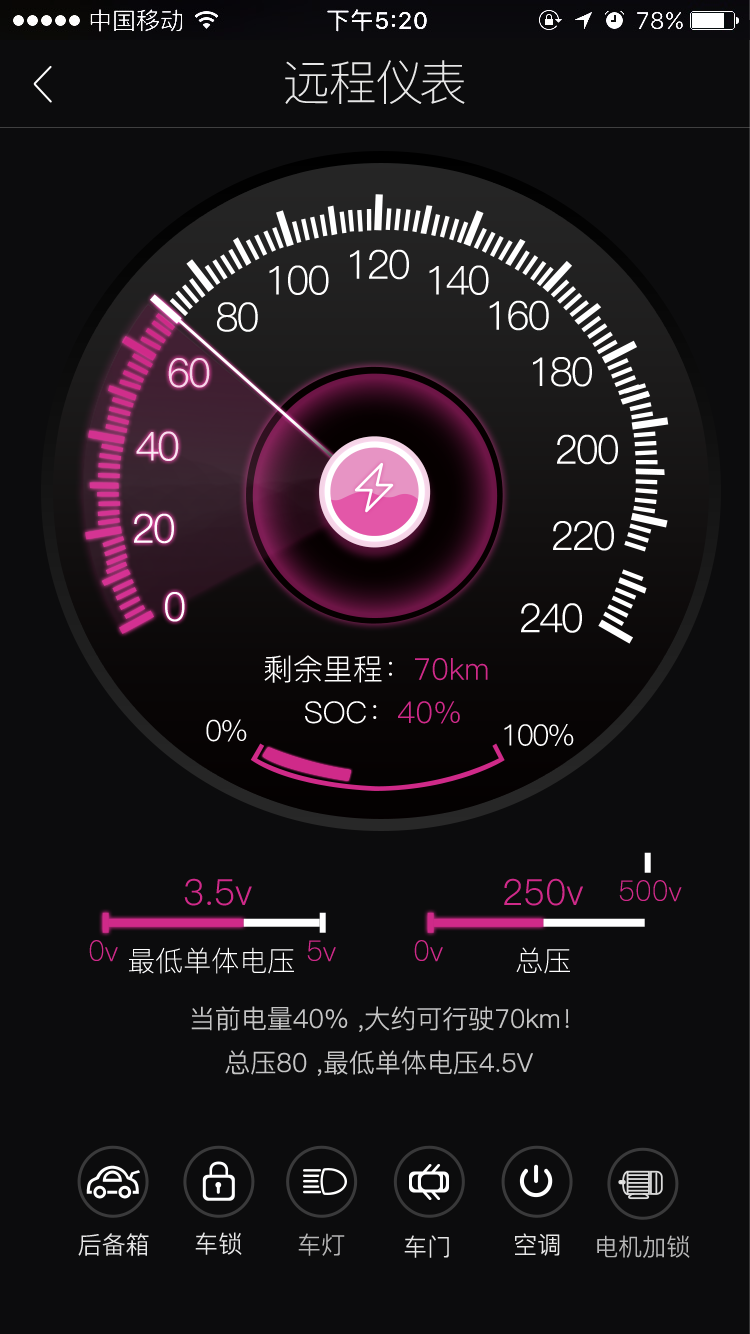 中国移动 下午5:20 78%
远程仪表
0
20
40
60
80
100
120
140
160
180
200
220
240
剩余里程：70km
SOC：40%
0% 100%
3.5v
0v 最低单体电压 5v
250v 500v
0v 总压
当前电量40% ,大约可行驶70km!
总压80 ,最低单体电压4.5V
后备箱 车锁 车灯 车门 空调 电机加锁